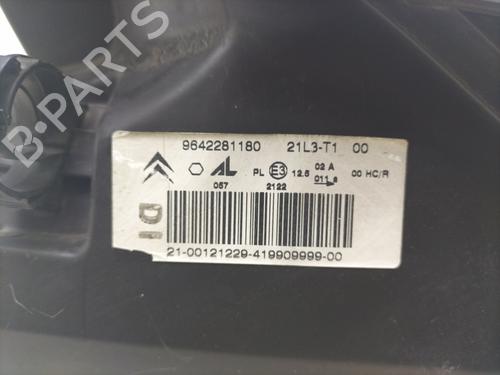 B-PARTS
9642281180 21L3-T1 00
AL PL E3 12.5 02 A 00 HC/R
057 2122 011
DI
21-00121229-419909999-00